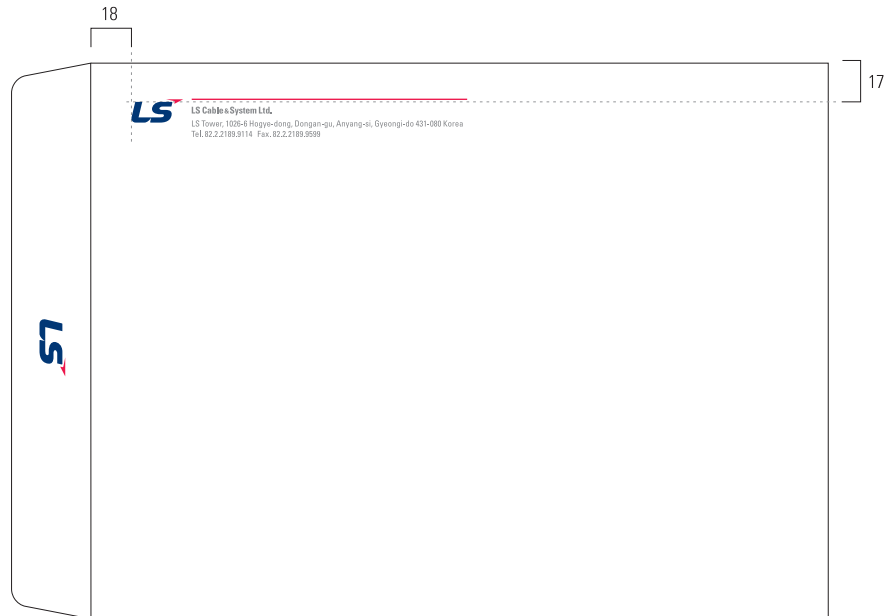 18
17
LS
LS Cable&System Ltd.
LS Tower, 1026-6 Hogye-dong, Dongan-gu, Anyang-si, Gyeongi-do 431-080 Korea
Tel. 82.2.2189.9114 Fax. 82.2.2189.9599
LS